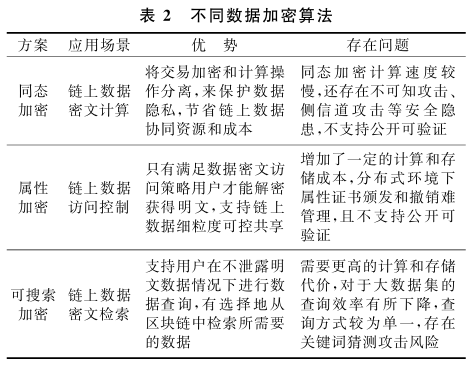 表 2 不同数据加密算法
方案 应用场景 优 势 存在问题
同态加密 链上数据密文计算
将交易加密和计算操
作分离,来保护数据
隐私,节省链上数据
协同资源和成本
同态加密计算速度较
慢,还存在不可知攻击、
侧信道攻击等安全隐
患,不支持公开可验证
属性加密 链上数据访问控制
只有满足数据密文访
问策略用户才能解密
获得明文,支持链上
数据细粒度可控共享
增加了一定的计算和存
储成本,分布式环境下
属性证书颁发和撤销难
管理,且不支持公开可
验证
可搜索加密 链上数据密文检索
支持用户在不泄露明
文数据情况下进行数
据查询,有选择地从
区块链中检索所需要
的数据
需要更高的计算和存储
代价,对于大数据集的
查询效率有所下降,查
询方式较为单一,存在
关键词猜测攻击风险